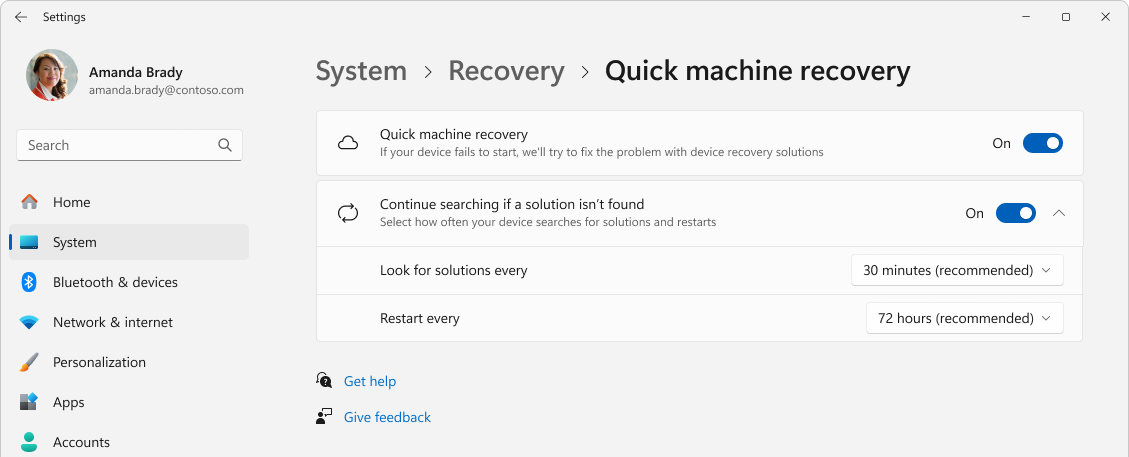 Settings
Amanda Brady
amanda.brady@contoso.com
Search
Home
System
Bluetooth & devices
Network & internet
Personalization
Apps
Accounts
System > Recovery > Quick machine recovery
Quick machine recovery
If your device fails to start, we'll try to fix the problem with device recovery solutions
On
Continue searching if a solution isn't found
Select how often your device searches for solutions and restarts
On
Look for solutions every
30 minutes (recommended)
Restart every
72 hours (recommended)
Get help
Give feedback